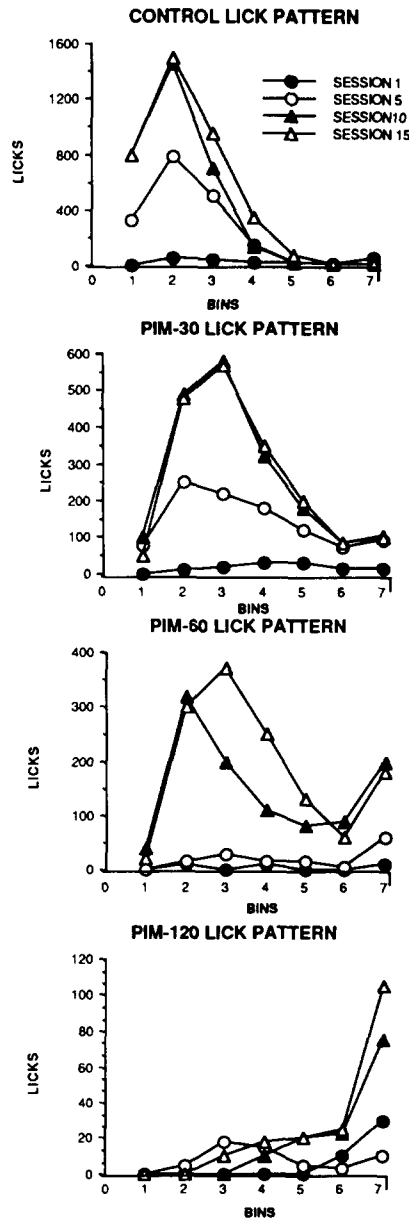 CONTROL LICK PATTERN
1600
1200
800
400
0
LICKS
SESSION 1
SESSION 5
SESSION10
SESSION 15
0 1 2 3 4 5 6 7
BINS
PIM-30 LICK PATTERN
600
500
400
300
200
100
0
LICKS
0 1 2 3 4 5 6 7
BINS
PIM-60 LICK PATTERN
400
300
200
100
0
LICKS
0 1 2 3 4 5 6 7
BINS
PIM-120 LICK PATTERN
120
100
80
60
40
20
0
LICKS
0 1 2 3 4 5 6 7
BINS